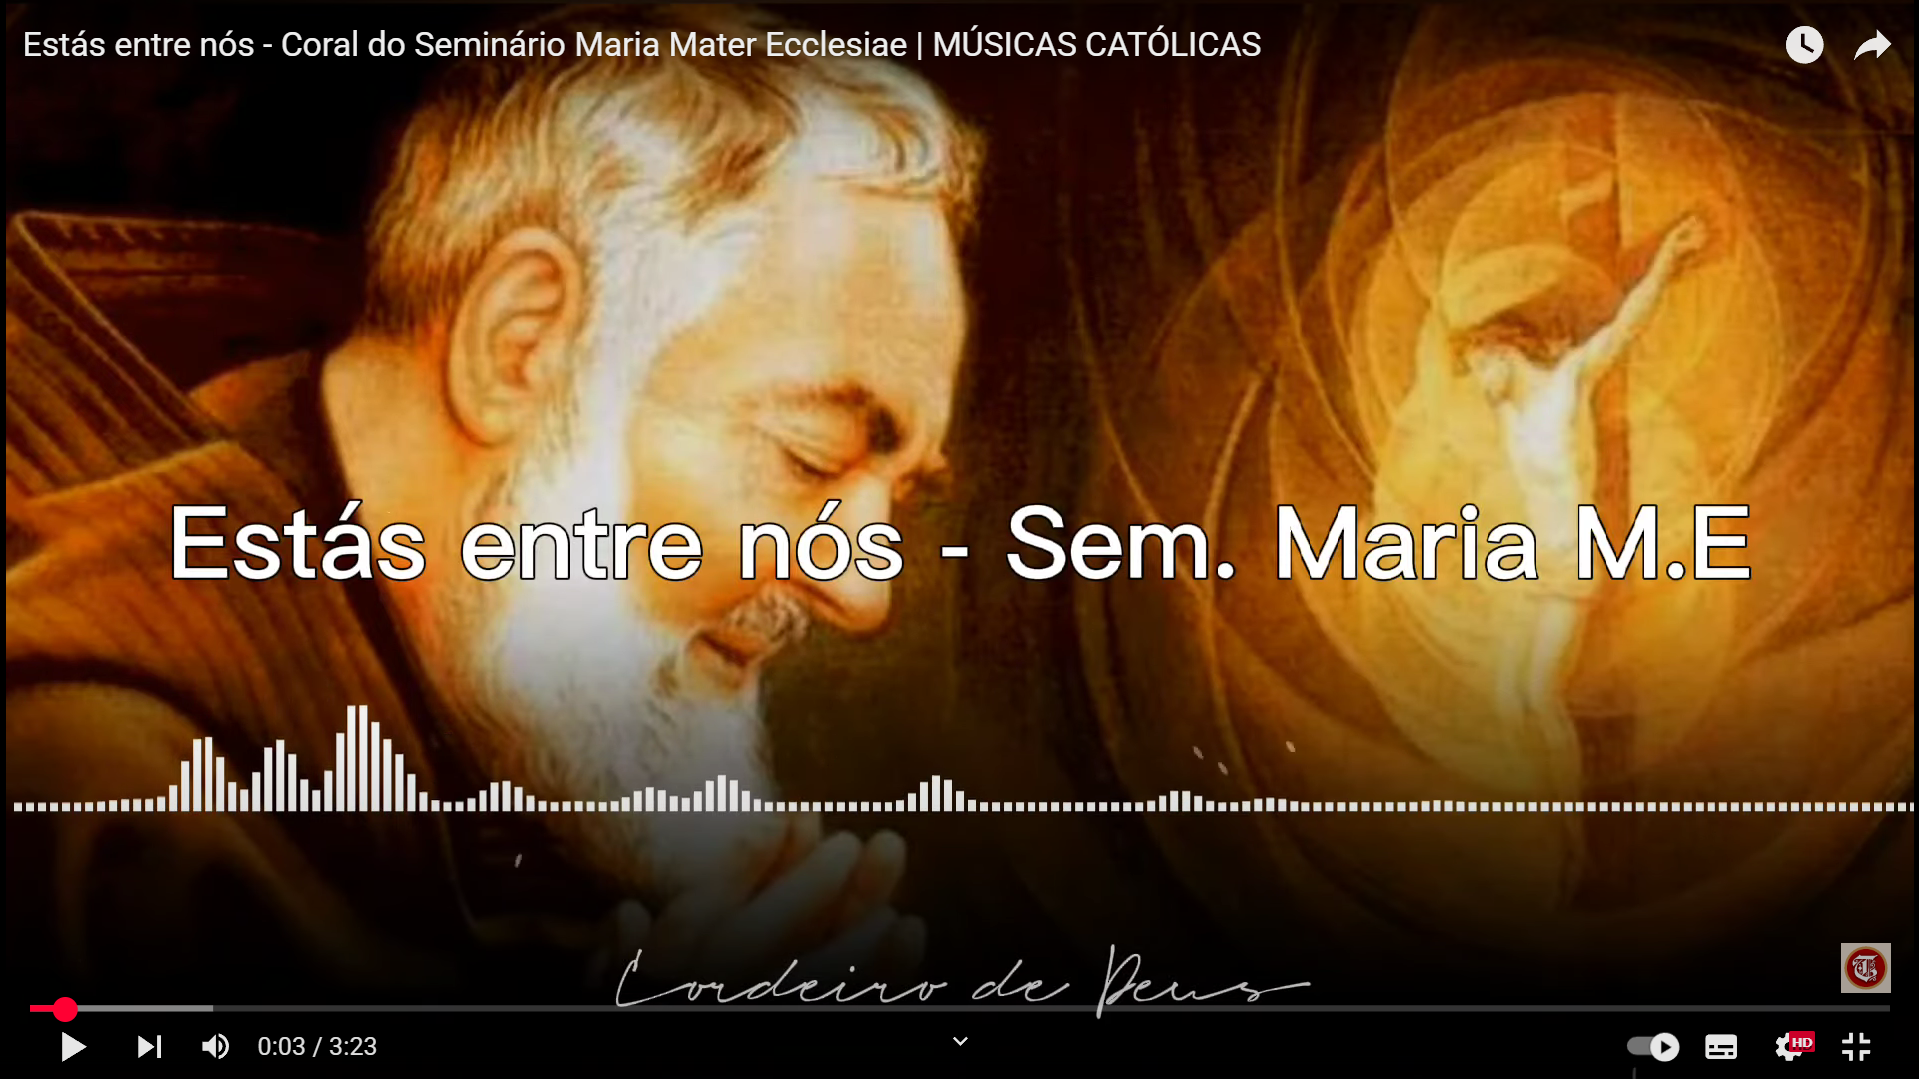 Estás entre nós - Coral do Seminário Maria Mater Ecclesiae | MÚSICAS CATÓLICAS
Estás entre nós - Sem. Maria M.E
Cordeiro de Deus
0:03 / 3:23
HD